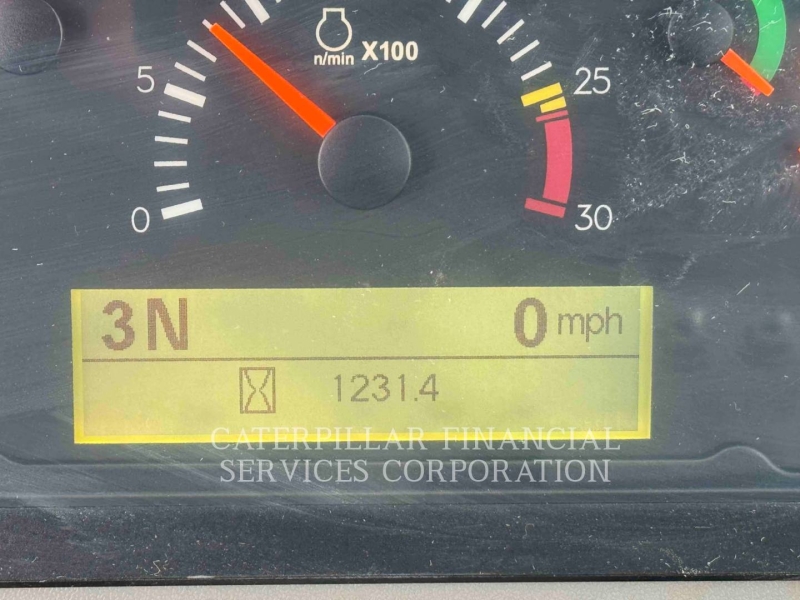 n/min X100
5
25
0
30
3N 0 mph
1231.4
CATERPILLAR FINANCIAL
SERVICES CORPORATION